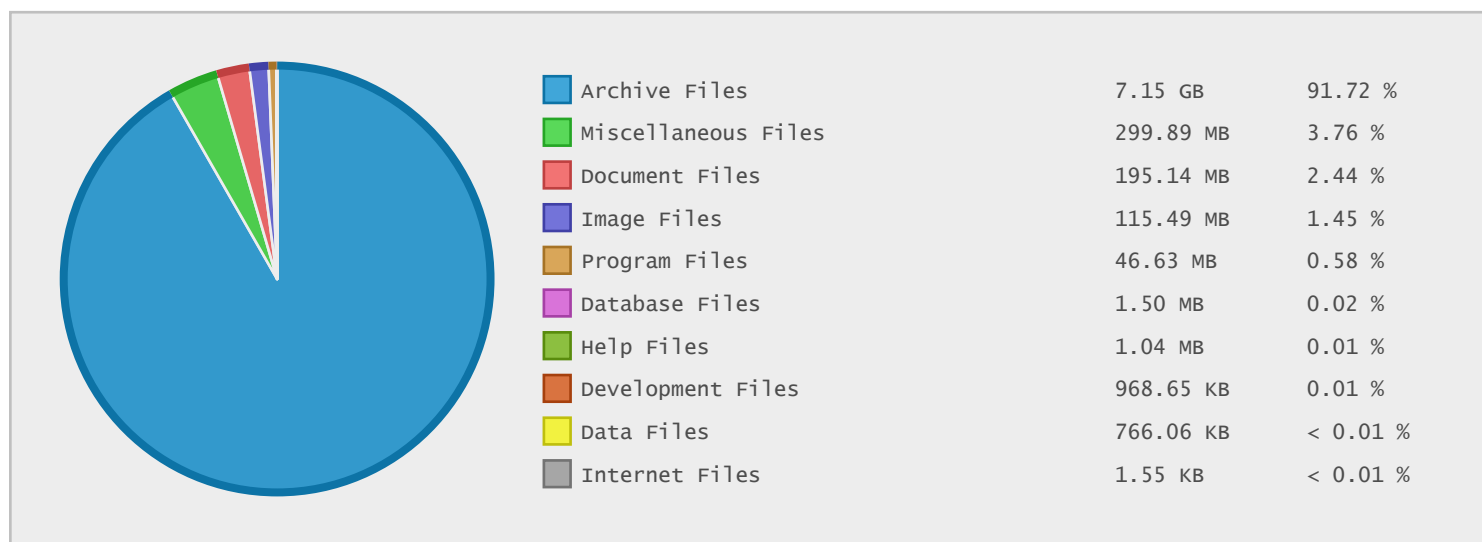 Archive Files 7.15 GB 91.72 %
Miscellaneous Files 299.89 MB 3.76 %
Document Files 195.14 MB 2.44 %
Image Files 115.49 MB 1.45 %
Program Files 46.63 MB 0.58 %
Database Files 1.50 MB 0.02 %
Help Files 1.04 MB 0.01 %
Development Files 968.65 KB 0.01 %
Data Files 766.06 KB < 0.01 %
Internet Files 1.55 KB < 0.01 %